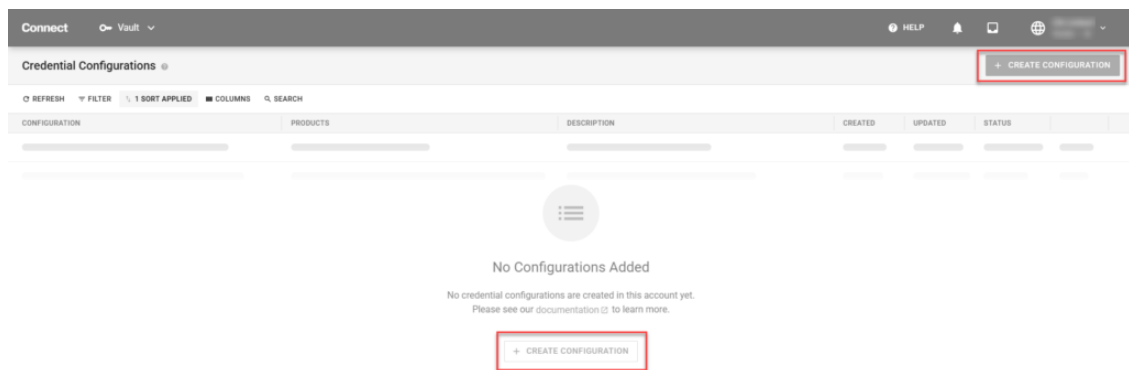 Connect Vault HELP
Credential Configurations + CREATE CONFIGURATION
REFRESH FILTER 1 SORT APPLIED COLUMNS SEARCH
CONFIGURATION PRODUCTS DESCRIPTION CREATED UPDATED STATUS
No Configurations Added
No credential configurations are created in this account yet.
Please see our documentation to learn more.
+ CREATE CONFIGURATION